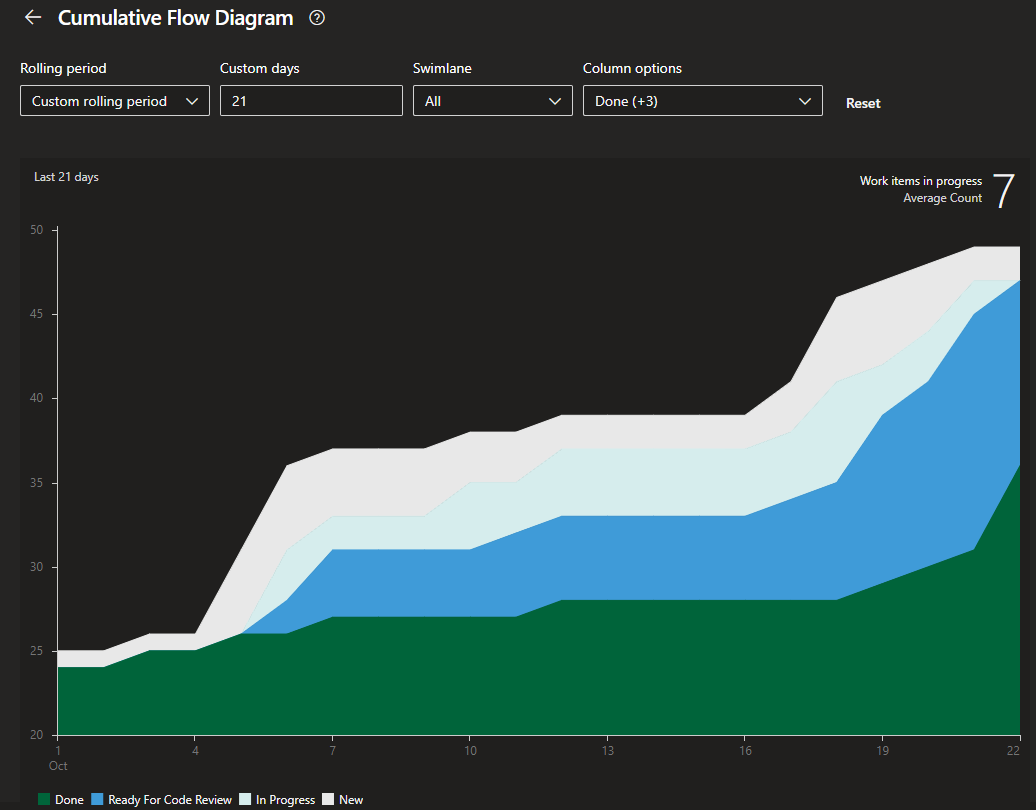 Cumulative Flow Diagram
Rolling period Custom days Swimlane Column options
Custom rolling period 21 All Done (+3) Reset
Last 21 days
Work items in progress
Average Count
7
50
45
40
35
30
25
20
1 4 7 10 13 16 19 22
Oct
Done Ready For Code Review In Progress New